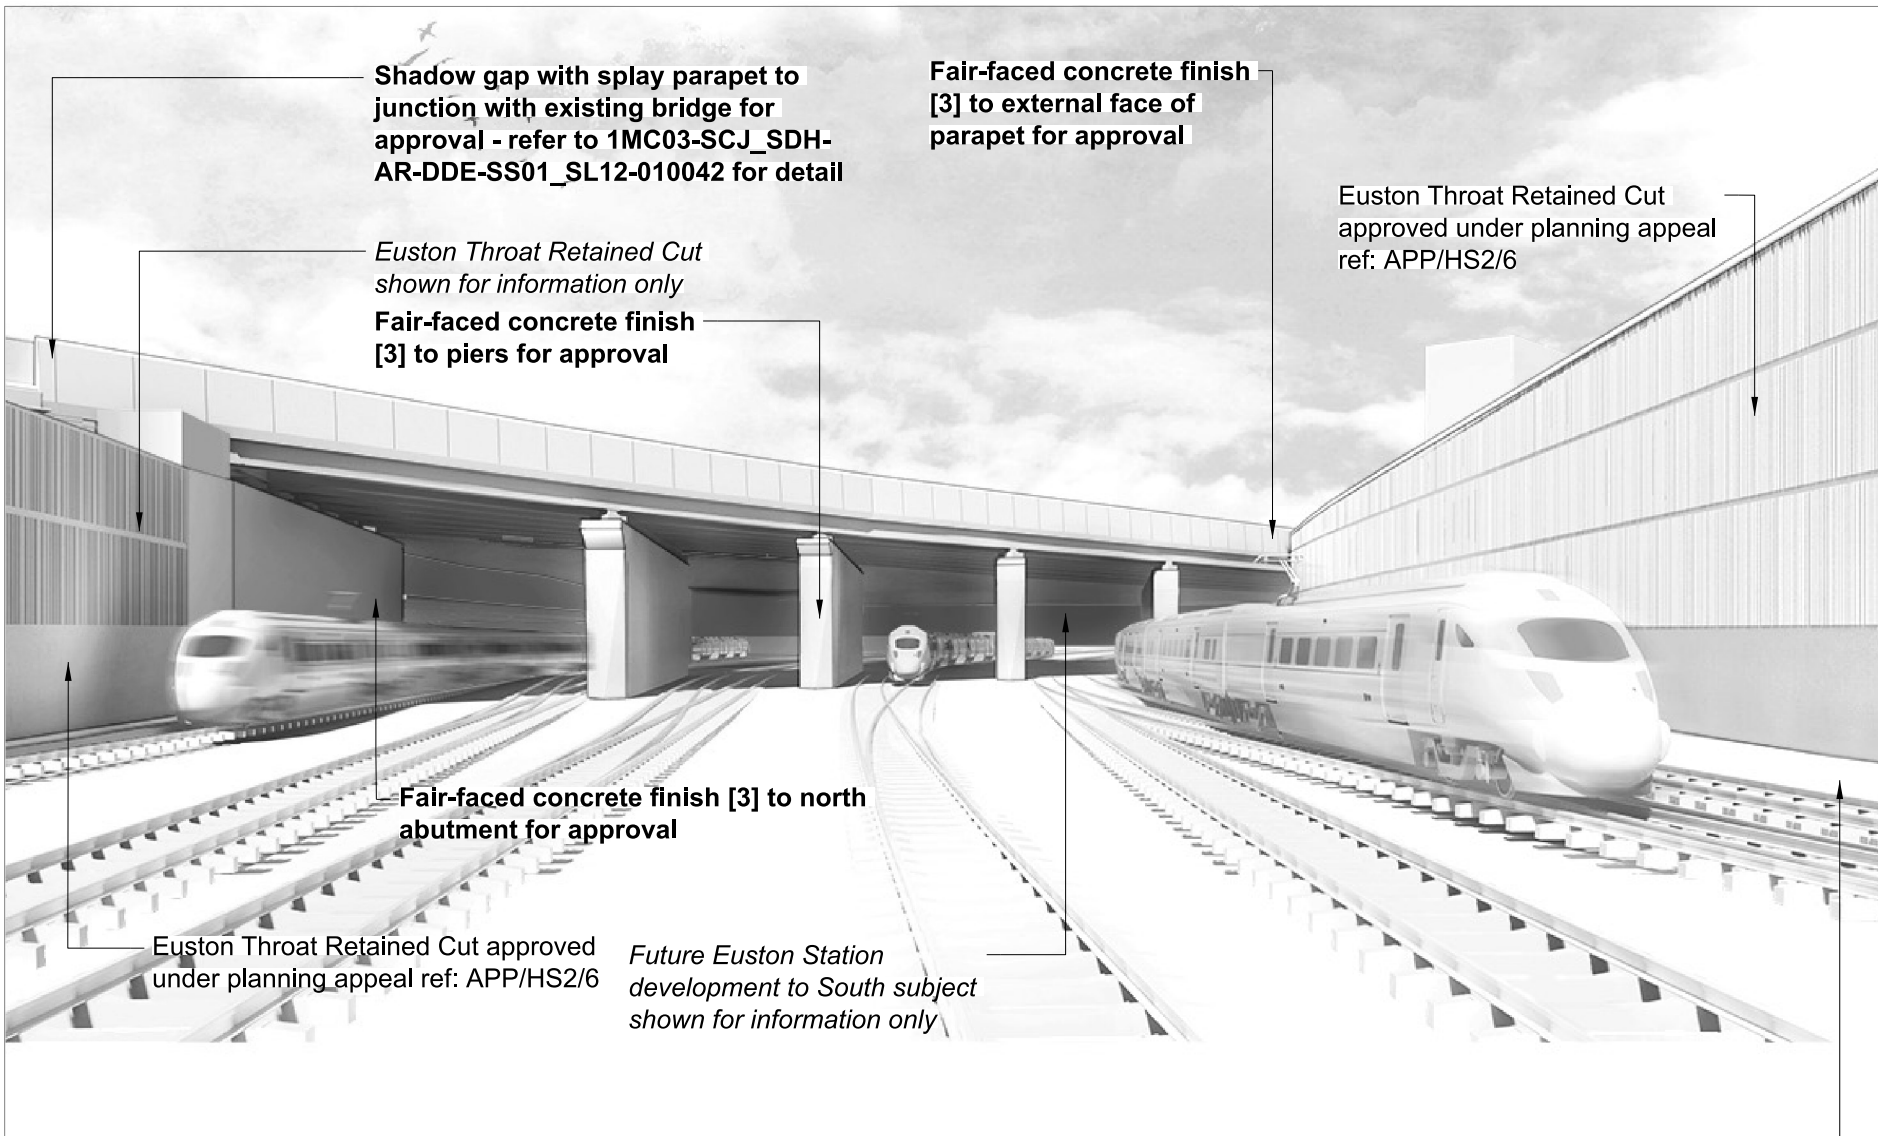 Shadow gap with splay parapet to
junction with existing bridge for
approval - refer to 1MC03-SCJ_SDH-
AR-DDE-SS01_SL12-010042 for detail
Fair-faced concrete finish
[3] to external face of
parapet for approval
Euston Throat Retained Cut
approved under planning appeal
ref: APP/HS2/6
Euston Throat Retained Cut
shown for information only
Fair-faced concrete finish
[3] to piers for approval
Fair-faced concrete finish [3] to north
abutment for approval
Euston Throat Retained Cut approved
under planning appeal ref: APP/HS2/6
Future Euston Station
development to South subject
shown for information only